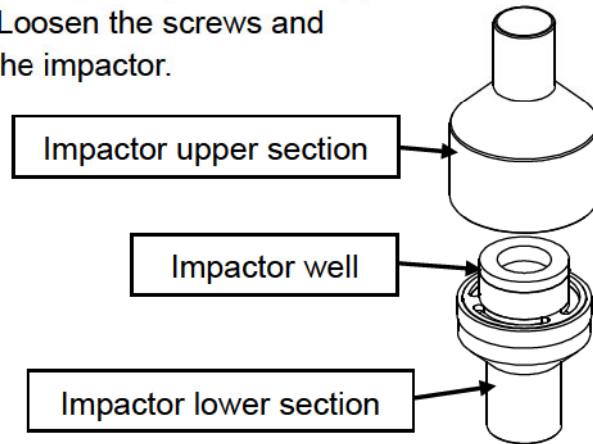 Loosen the screws and
he impactor.
Impactor upper section
Impactor well
Impactor lower section